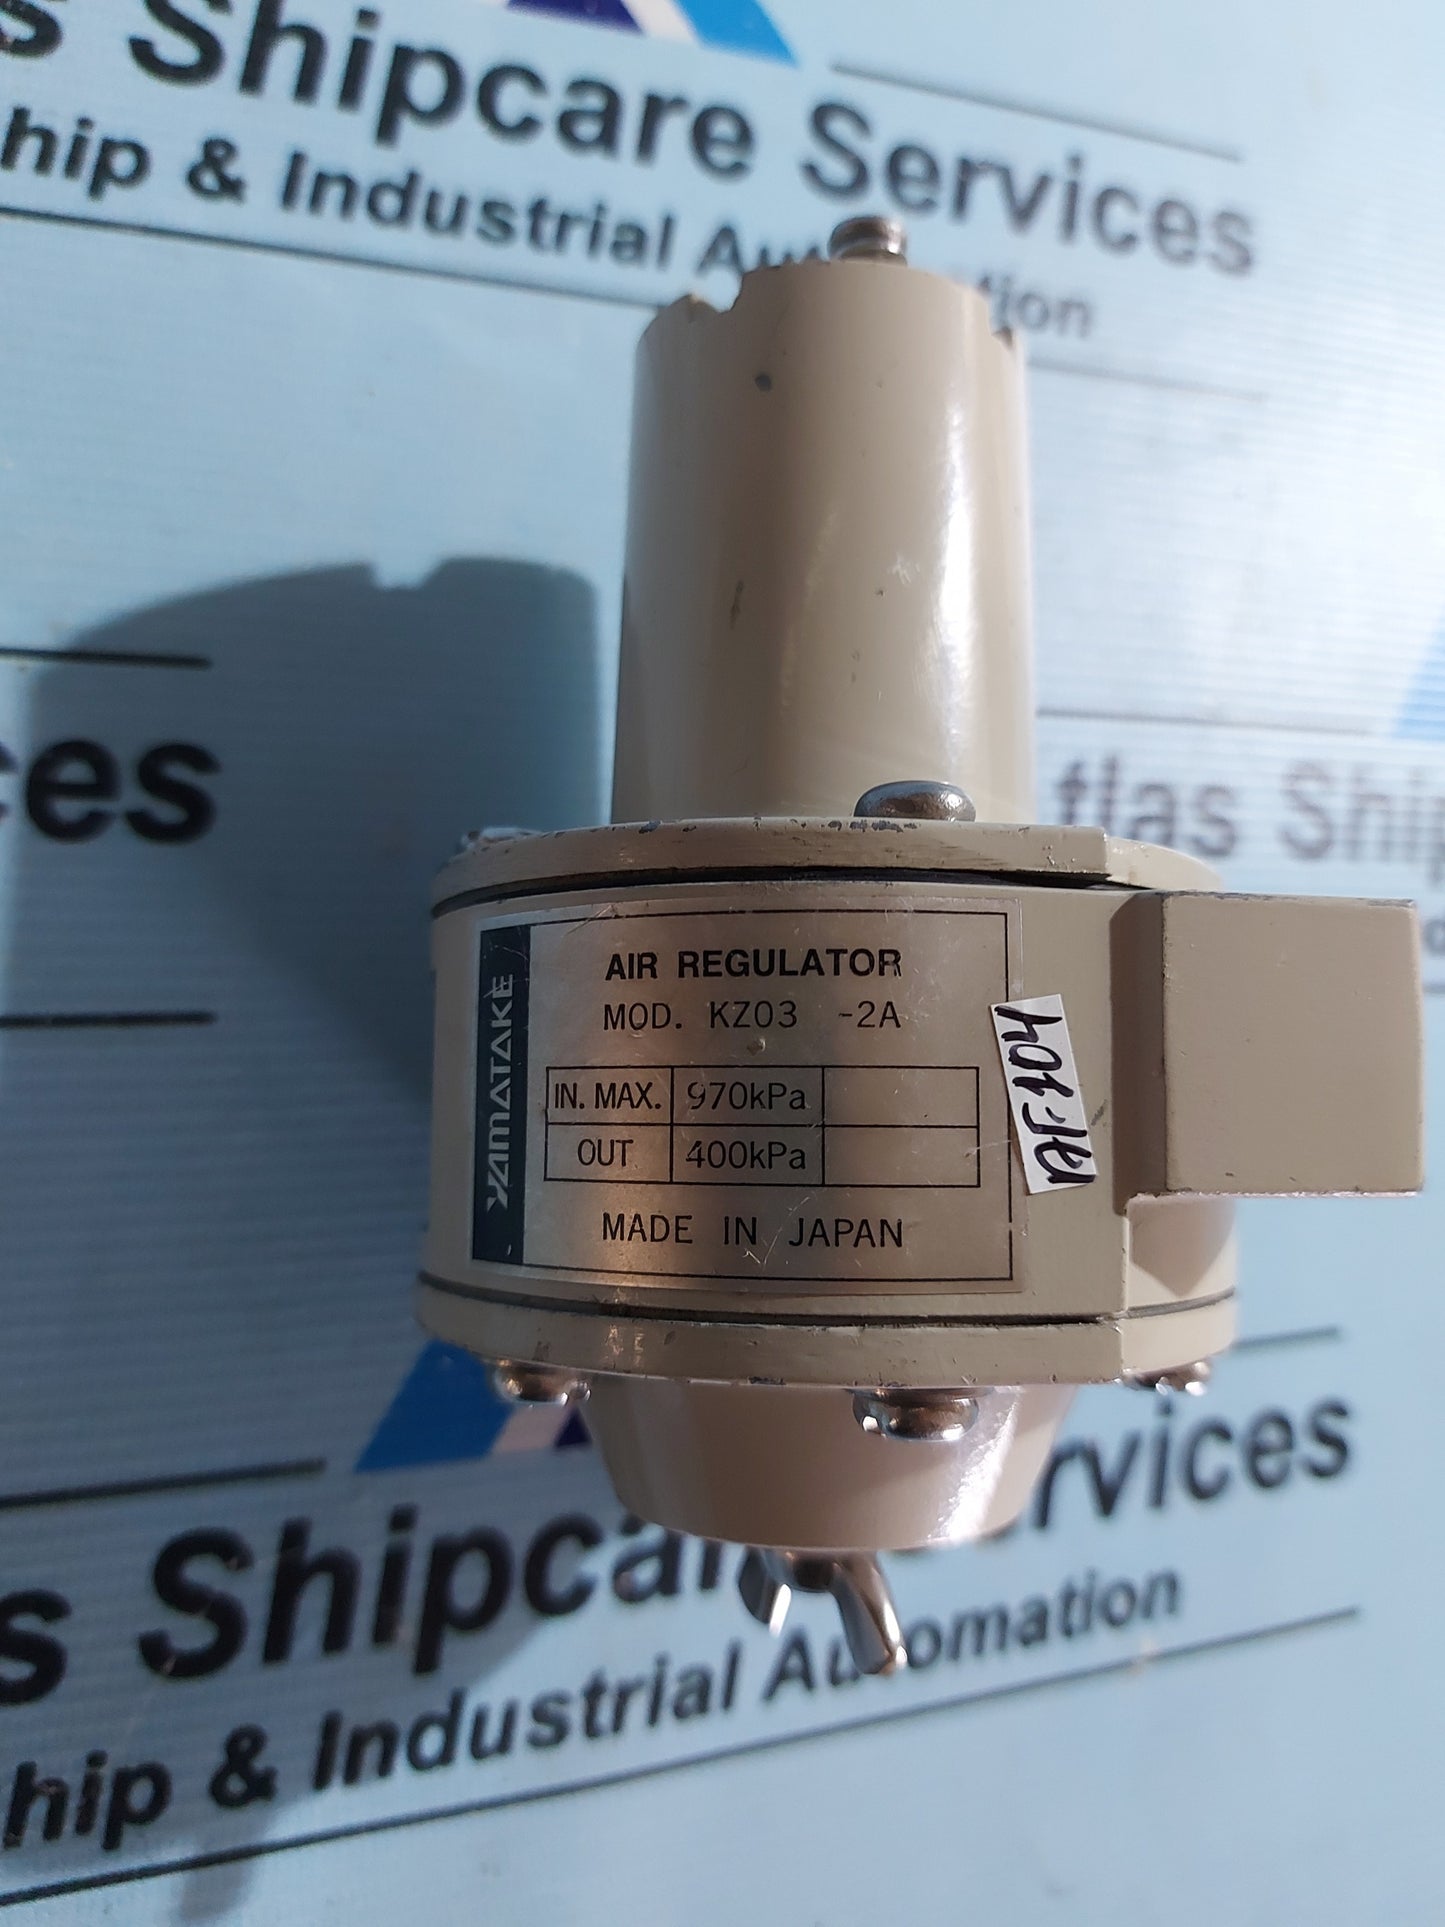 s Shipcare Services
hip & Industrial Au tion
ces
tlas Ship
AIR REGULATOR
MOD. KZ03 -2A
YAMATAKE
IN. MAX. 970kPa
OUT 400kPa
MADE IN JAPAN
s Shipcar Services
hip & Industrial Automation